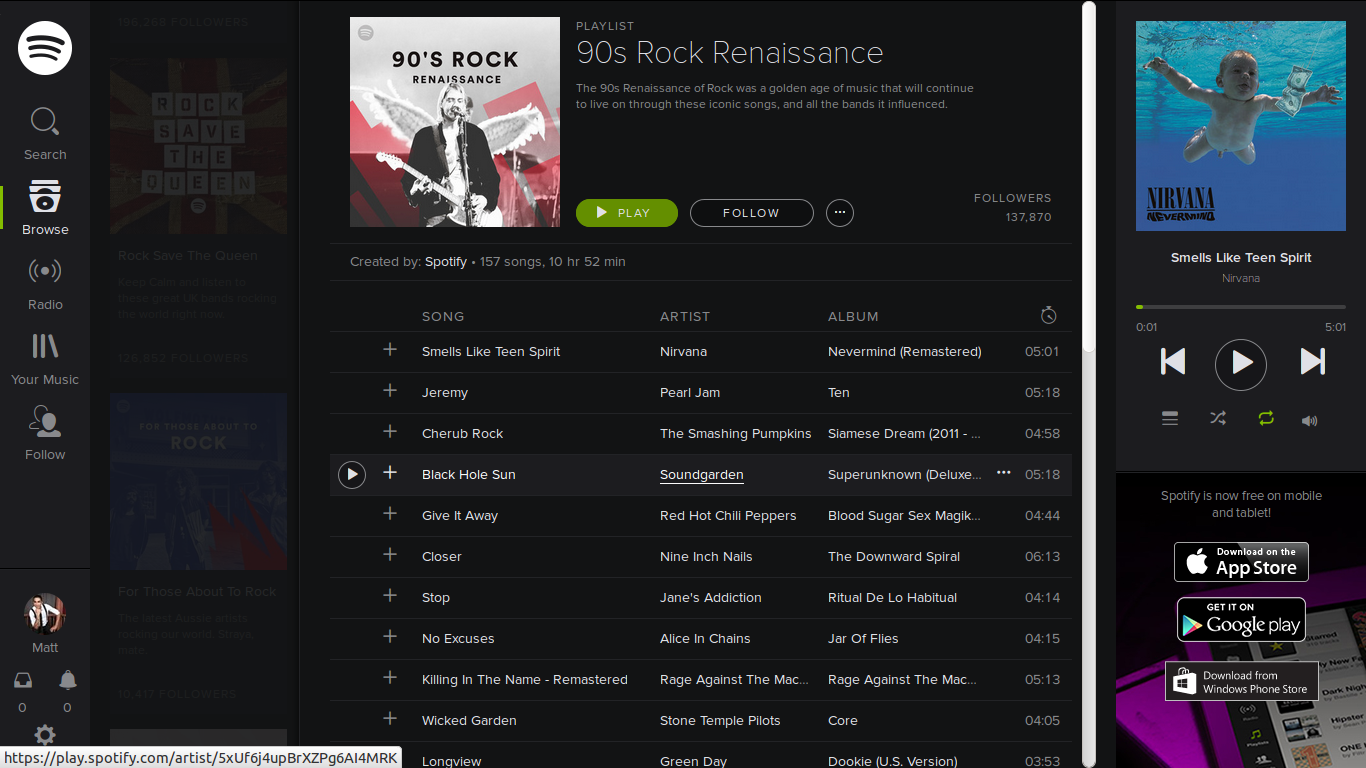 Search
Browse
Radio
Your Music
Follow
Matt
0 0
198,258 FOLLOWERS
ROCK
SAVE
THE
QUEEN
Rock Save The Queen
Keep Calm and listen to
these great UK bands rocking
the world right now.
128,852 FOLLOWERS
FOR THOSE ABOUT TO
ROCK
For Those About To Rock
The latest Aussie artists
rocking our world. Straya,
mate.
10,417 FOLLOWERS
90'S ROCK
RENAISSANCE
PLAYLIST
90s Rock Renaissance
The 90s Renaissance of Rock was a golden age of music that will continue
to live on through these iconic songs, and all the bands it influenced.
PLAY FOLLOW
FOLLOWERS
137,870
Created by: Spotify • 157 songs, 10 hr 52 min
SONG ARTIST ALBUM
Smells Like Teen Spirit Nirvana Nevermind (Remastered) 05:01
Jeremy Pearl Jam Ten 05:18
Cherub Rock The Smashing Pumpkins Siamese Dream (2011 - ... 04:58
Black Hole Sun Soundgarden Superunknown (Deluxe... 05:18
Give It Away Red Hot Chili Peppers Blood Sugar Sex Magik... 04:44
Closer Nine Inch Nails The Downward Spiral 06:13
Stop Jane's Addiction Ritual De Lo Habitual 04:14
No Excuses Alice In Chains Jar Of Flies 04:15
Killing In The Name - Remastered Rage Against The Mac... Rage Against The Mac... 05:13
Wicked Garden Stone Temple Pilots Core 04:05
Longview Green Day Dookie (U.S. Version) 03:53
https://play.spotify.com/artist/5xUf6j4upBrXZPg6AI4MRK
NIRVANA
NEVERMIND
Smells Like Teen Spirit
Nirvana
0:01 5:01
Spotify is now free on mobile
and tablet!
Download on the
App Store
GET IT ON
Google play
Download from
Windows Phone Store
Starred
Radio
Playlists
Dark Night
Hipster